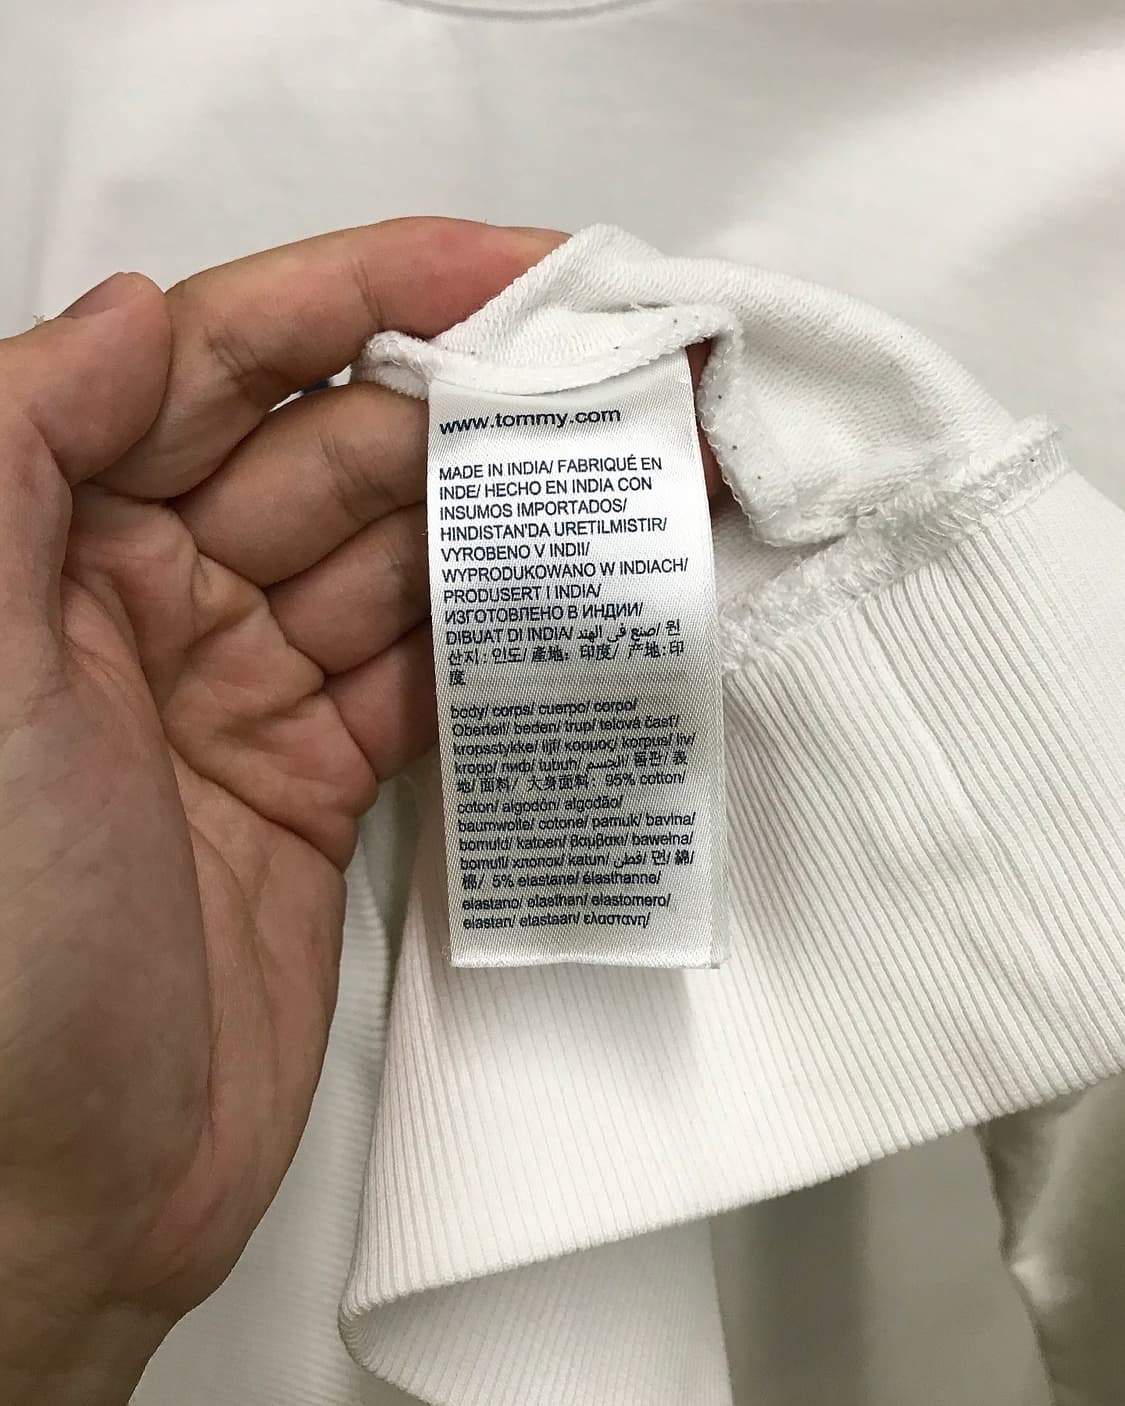 www.tommy.com
MADE IN INDIA/ FABRIQUÉ EN
INDE/ HECHO EN INDIA CON
INSUMOS IMPORTADOS/
HINDISTAN'DA URETILMISTIR/
VYROBENO V INDII/
WYPRODUKOWANO W INDIACH/
PRODUSERT I INDIA/
ИЗГОТОВЛЕНО В ИНДИИ/
DIBUAT DI INDIA/ صنع في الهند/ 원
산지: 인도/ 產地: 印度/ 产地:印
度
body/ corps/ cuerpo/ corpo/
Oberteil/ beden/ trup/ telová časť/
kropsstykke/ lijf/ κορμος korpus/ liv/
kropp/ лиф/ tubuh/ الجسم/ 몸판/ 表
地/ 面料/ 大身面料: 95% cotton/
coton/ algodón/ algodão/
baumwolle/ cotone/ pamuk/ bavlna/
bomuld/ katoen/ βαμβακι/ bawełna/
bomull/ хлопок/ katun/ قطن/ 면/ 綿/
棉/ 5% elastane/ élasthanne/
elastano/ elasthan/ elastomero/
elastan/ elastaan/ ελαστανη/